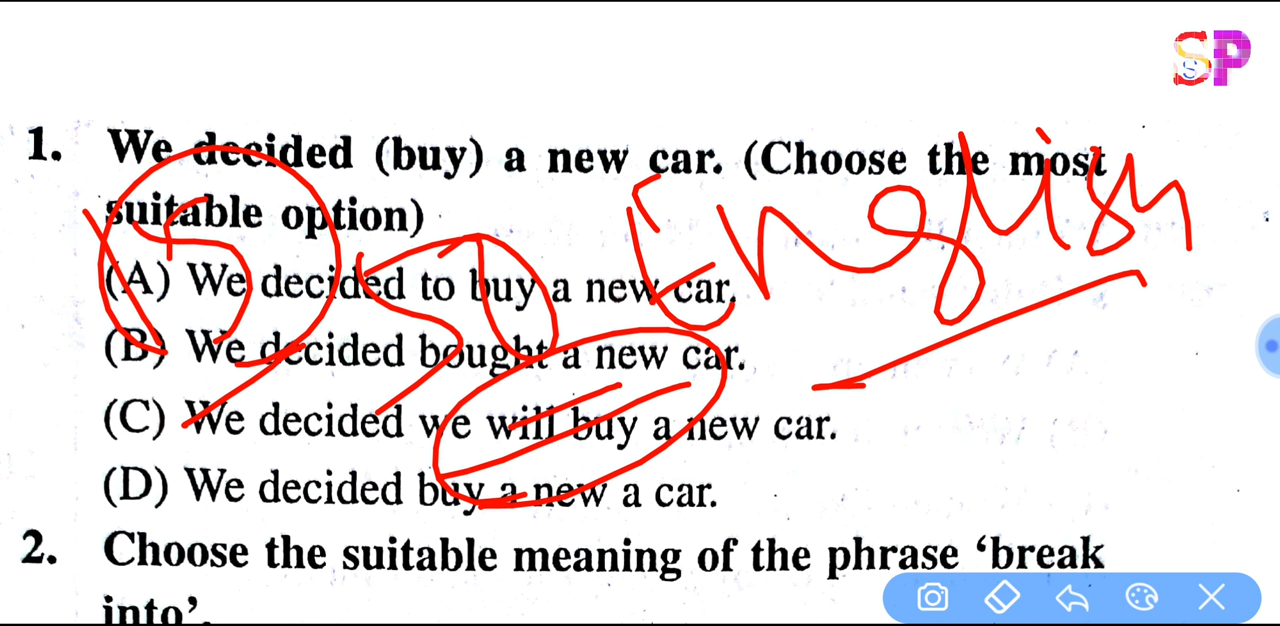 SP
S
1. We decided (buy) a new car. (Choose the most
suitable option)
(A) We decided to buy a new car.
(B) We decided bought a new car.
(C) We decided we will buy a new car.
(D) We decided buy a new a car.
2. Choose the suitable meaning of the phrase ‘break
into’.
English